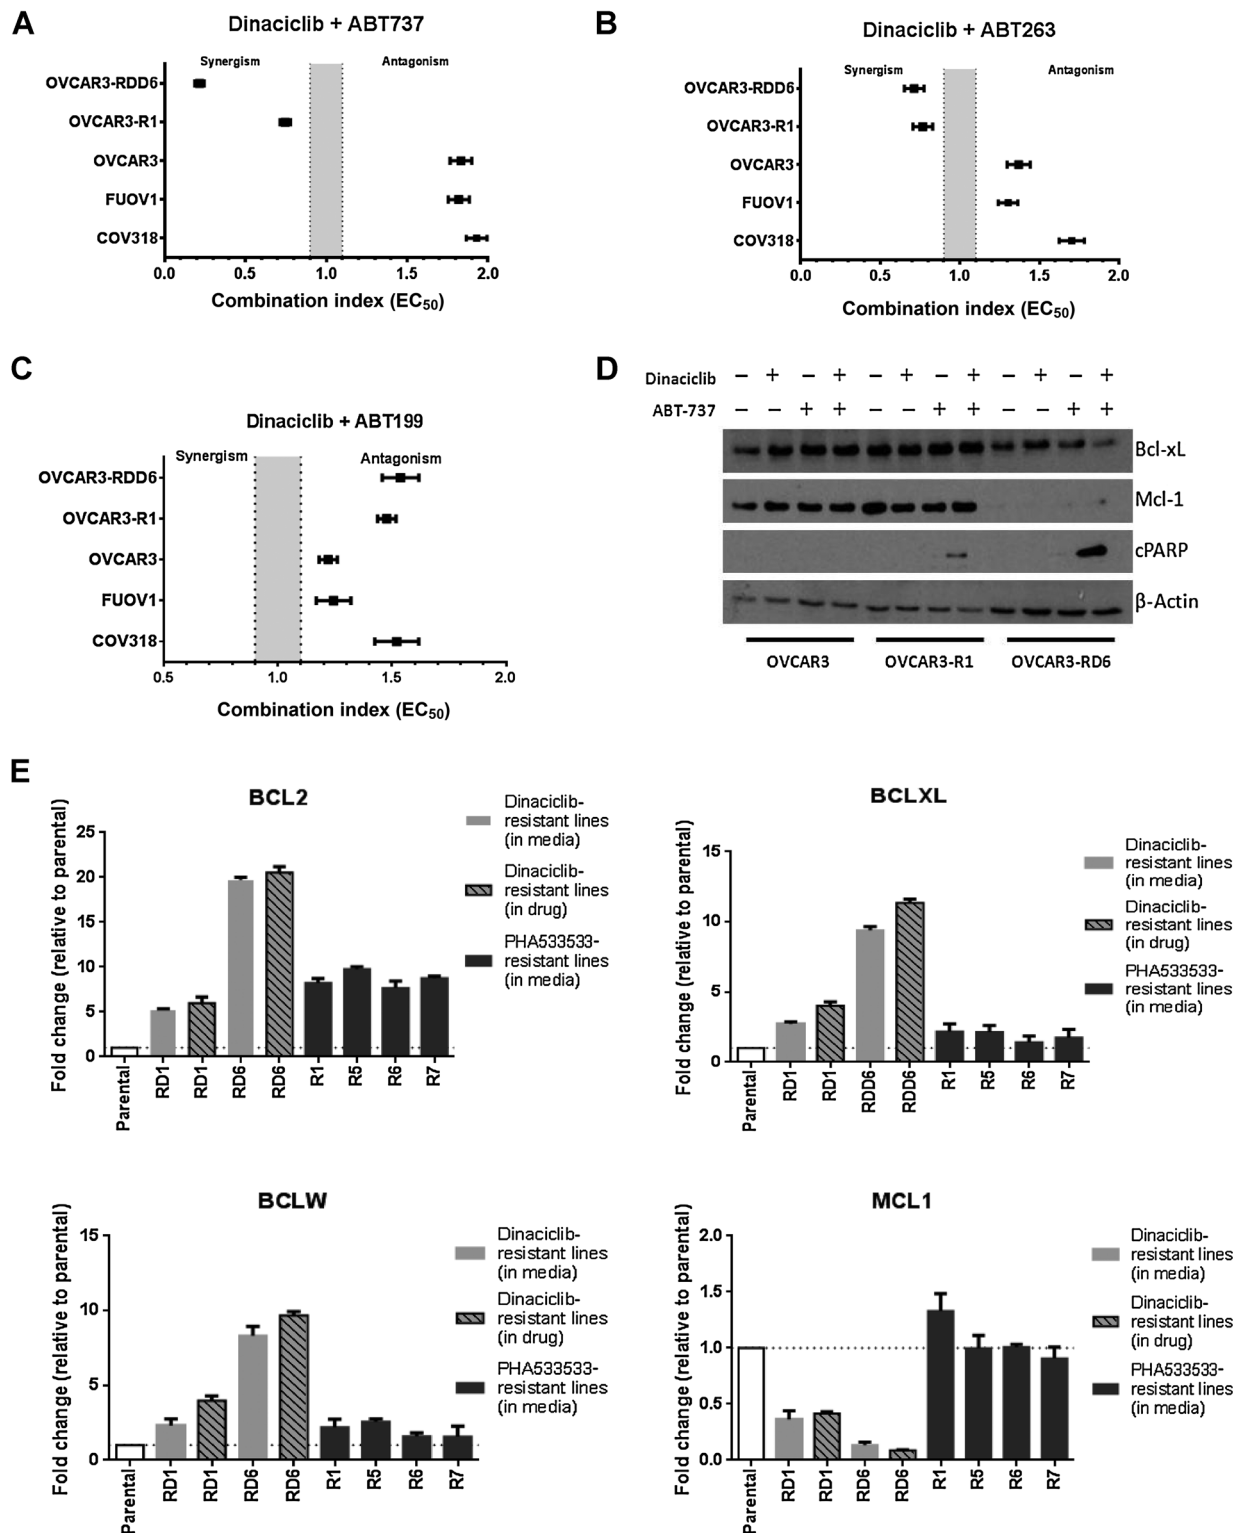 A
Dinaciclib + ABT737
Synergism
Antagonism
OVCAR3-RDD6
OVCAR3-R1
OVCAR3
FUOV1
COV318
0.0 0.5 1.0 1.5 2.0
Combination index (EC50)
B
Dinaciclib + ABT263
Synergism
Antagonism
OVCAR3-RDD6
OVCAR3-R1
OVCAR3
FUOV1
COV318
0.0 0.5 1.0 1.5 2.0
Combination index (EC50)
C
Dinaciclib + ABT199
Synergism
Antagonism
OVCAR3-RDD6
OVCAR3-R1
OVCAR3
FUOV1
COV318
0.5 1.0 1.5 2.0
Combination index (EC50)
D
Dinaciclib − + − + − + − + − + − +
ABT-737 − − + + − − + + − − + +
Bcl-xL
Mcl-1
cPARP
β-Actin
OVCAR3 OVCAR3-R1 OVCAR3-RD6
E
BCL2
Fold change (relative to parental)
25
20
15
10
5
0
Parental RD1 RD1 RD6 RD6 R1 R5 R6 R7
Dinaciclib-
resistant lines
(in media)
Dinaciclib-
resistant lines
(in drug)
PHA533533-
resistant lines
(in media)
BCLXL
Fold change (relative to parental)
15
10
5
0
Parental RD1 RD1 RDD6 RDD6 R1 R5 R6 R7
Dinaciclib-
resistant lines
(in media)
Dinaciclib-
resistant lines
(in drug)
PHA533533-
resistant lines
(in media)
BCLW
Fold change (relative to parental)
15
10
5
0
Parental RD1 RD1 RD6 RD6 R1 R5 R6 R7
Dinaciclib-
resistant lines
(in media)
Dinaciclib-
resistant lines
(in drug)
PHA533533-
resistant lines
(in media)
MCL1
Fold change (relative to parental)
2.0
1.5
1.0
0.5
0.0
Parental RD1 RD1 RD6 RD6 R1 R5 R6 R7
Dinaciclib-
resistant lines
(in media)
Dinaciclib-
resistant lines
(in drug)
PHA533533-
resistant lines
(in media)